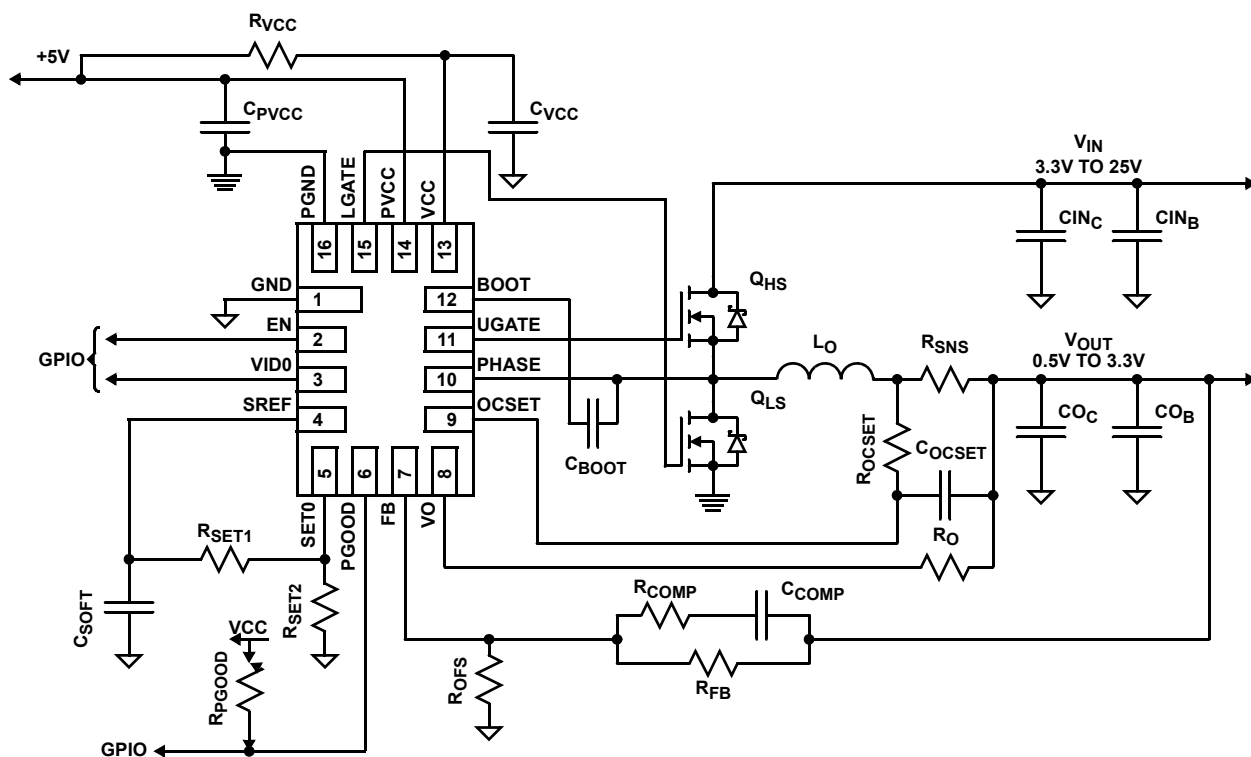 RVCC
+5V
CPVCC
CVCC
VIN
3.3V TO 25V
PGND
LGATE
PVCC
VCC
CINC
CINB
16
15
14
13
GND
1
BOOT
12
QHS
EN
2
UGATE
11
GPIO
VID0
3
PHASE
10
LO
RSNS
VOUT
0.5V TO 3.3V
SREF
4
OCSET
9
QLS
COC
COB
CBOOT
ROCSET
COCSET
5
6
7
8
SET0
PGOOD
FB
VO
RSET1
RO
CSOFT
RSET2
RCOMP
CCOMP
VCC
RPGOOD
ROFS
RFB
GPIO